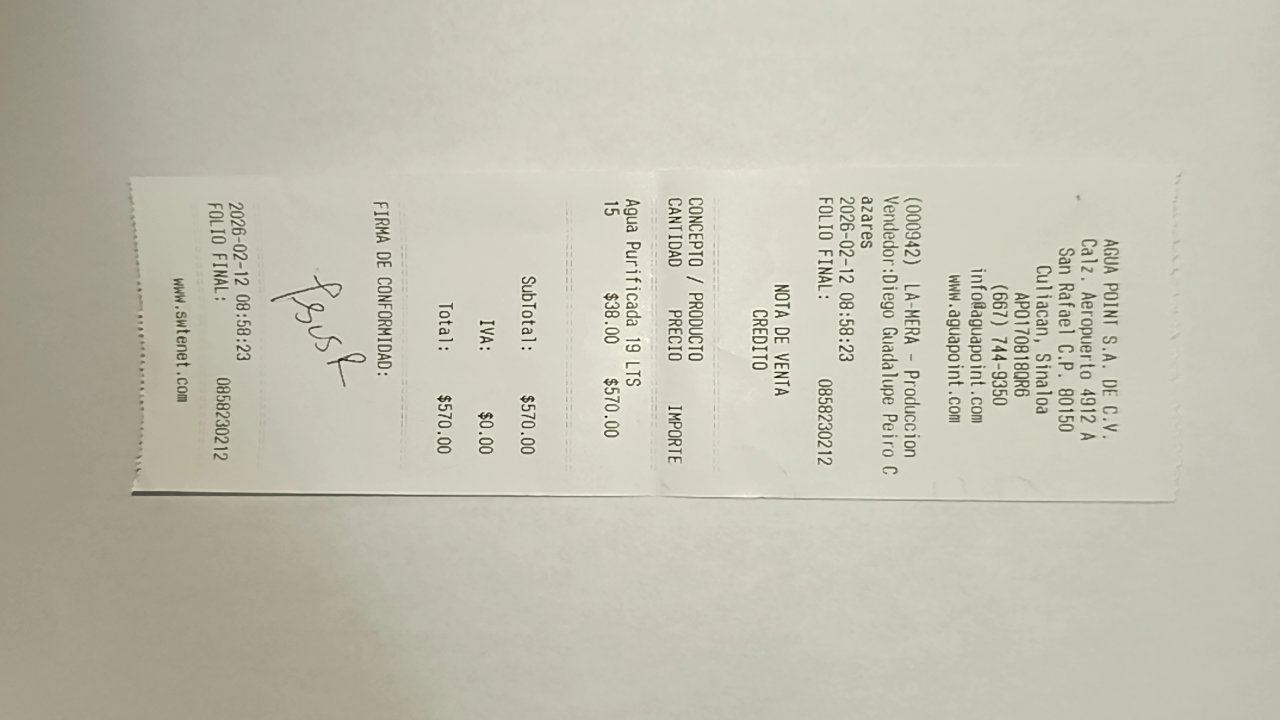 AGUA POINT S.A. DE C.V.
Calz. Aeropuerto 4912 A
San Rafael C.P. 80150
Culiacan, Sinaloa
APO170818QR6
(667) 744-9350
info@aguapoint.com
www.aguapoint.com
(000942) LA-MERA - Produccion
Vendedor:Diego Guadalupe Peiro C
azares
2026-02-12 08:58:23
FOLIO FINAL: 0858230212
NOTA DE VENTA
CREDITO
CONCEPTO / PRODUCTO
CANTIDAD PRECIO IMPORTE
Agua Purificada 19 LTS
15 $38.00 $570.00
SubTotal: $570.00
IVA: $0.00
Total: $570.00
FIRMA DE CONFORMIDAD:
Jesus R
2026-02-12 08:58:23
FOLIO FINAL: 0858230212
www.swtenet.com